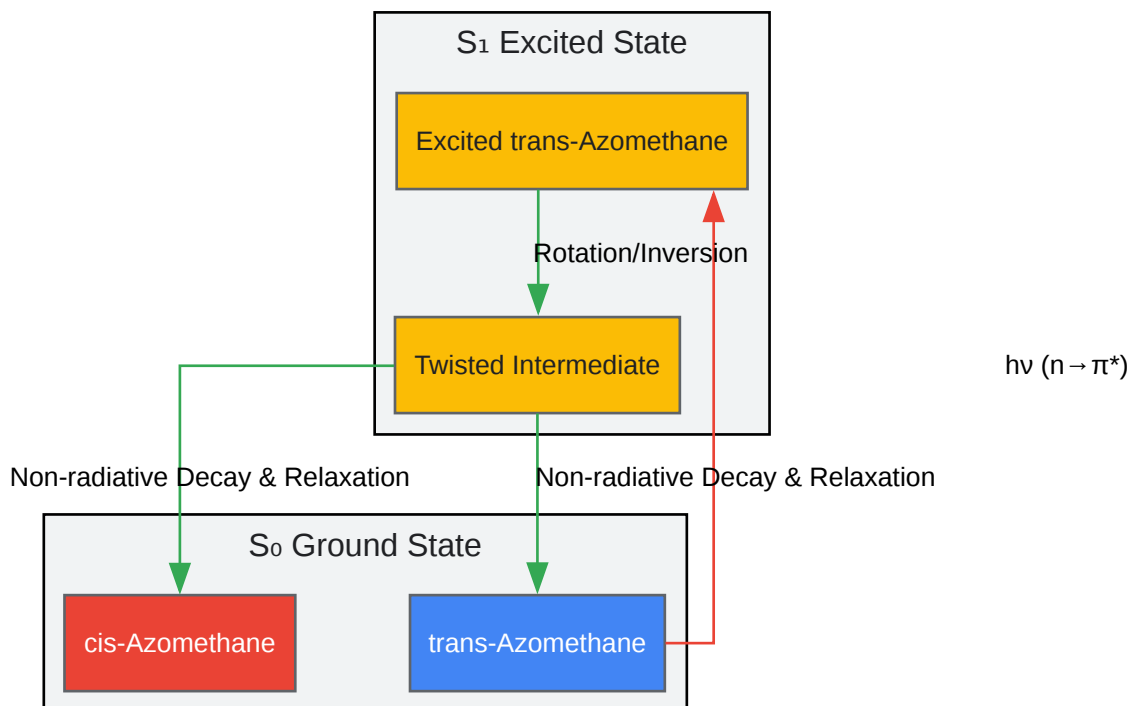 S₁ Excited State
Excited trans-Azomethane
Rotation/Inversion
Twisted Intermediate
hν (n→π*)
Non-radiative Decay & Relaxation
Non-radiative Decay & Relaxation
S₀ Ground State
cis-Azomethane
trans-Azomethane